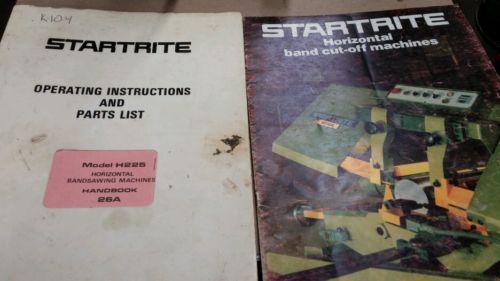 K-104
STARTRITE
OPERATING INSTRUCTIONS
AND
PARTS LIST
Model H225
HORIZONTAL
BANDSAWING MACHINES
HANDBOOK
26A
STARTRITE
Horizontal
band cut-off machines